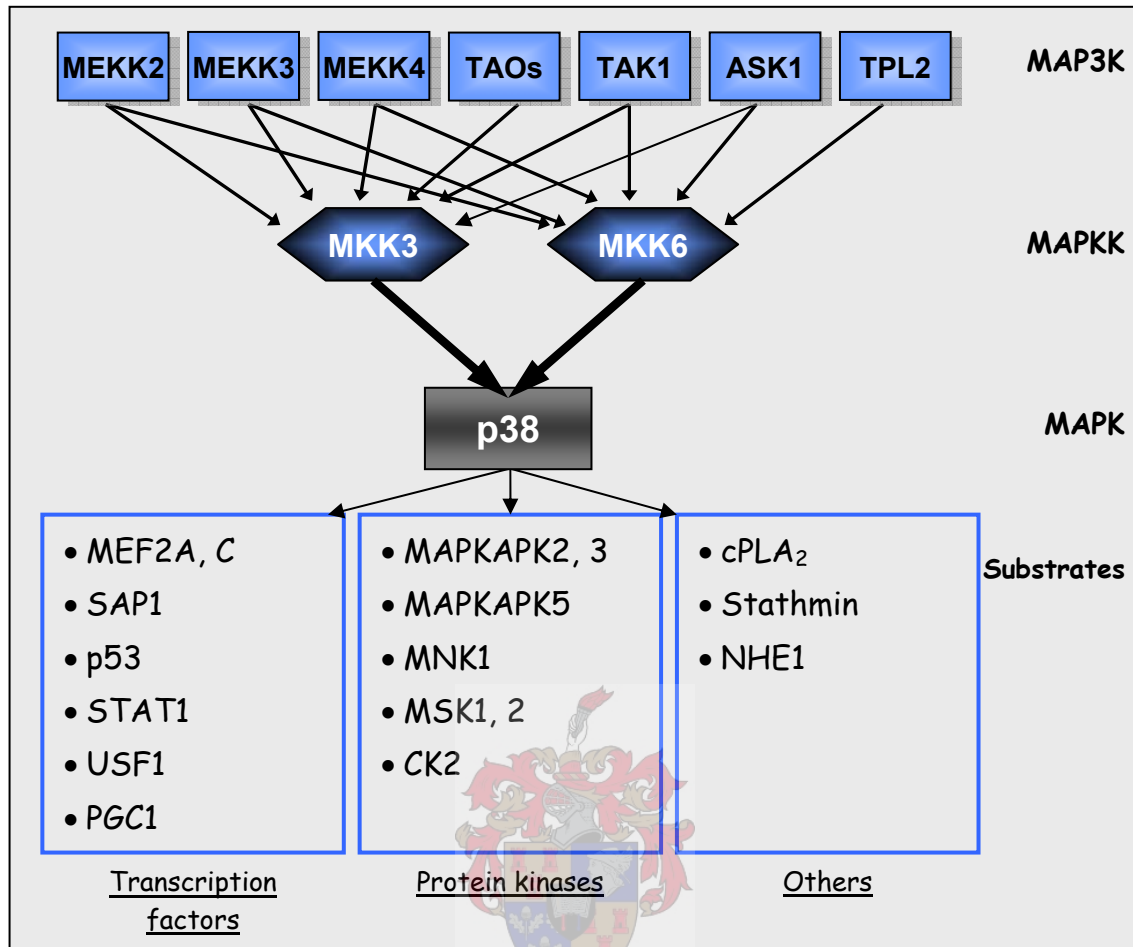 MEKK2 MEKK3 MEKK4 TAOs TAK1 ASK1 TPL2 MAP3K
MKK3 MKK6 MAPKK
p38 MAPK
Substrates
• MEF2A, C
• SAP1
• p53
• STAT1
• USF1
• PGC1
Transcription
factors
• MAPKAPK2, 3
• MAPKAPK5
• MNK1
• MSK1, 2
• CK2
Protein kinases
• cPLA₂
• Stathmin
• NHE1
Others